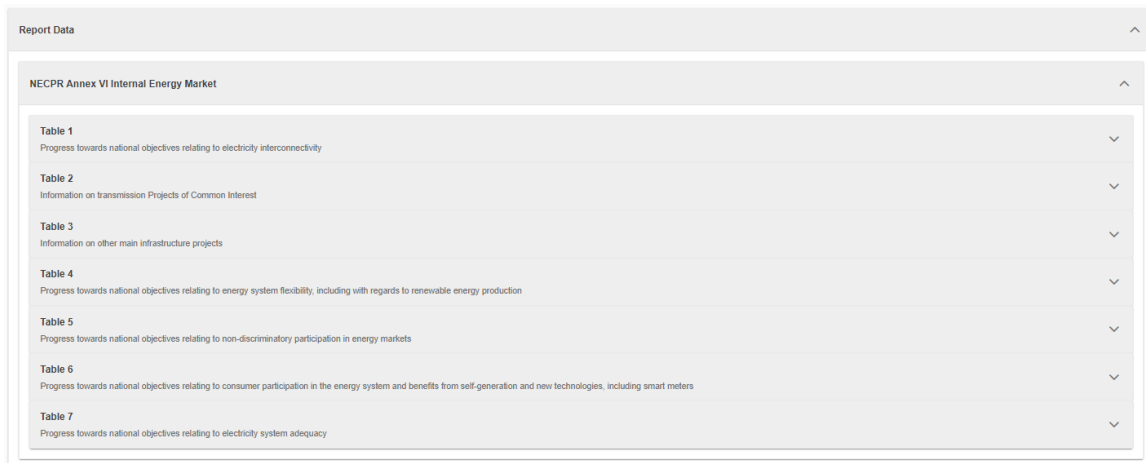 Report Data
NECPR Annex VI Internal Energy Market
Table 1
Progress towards national objectives relating to electricity interconnectivity
Table 2
Information on transmission Projects of Common Interest
Table 3
Information on other main infrastructure projects
Table 4
Progress towards national objectives relating to energy system flexibility, including with regards to renewable energy production
Table 5
Progress towards national objectives relating to non-discriminatory participation in energy markets
Table 6
Progress towards national objectives relating to consumer participation in the energy system and benefits from self-generation and new technologies, including smart meters
Table 7
Progress towards national objectives relating to electricity system adequacy